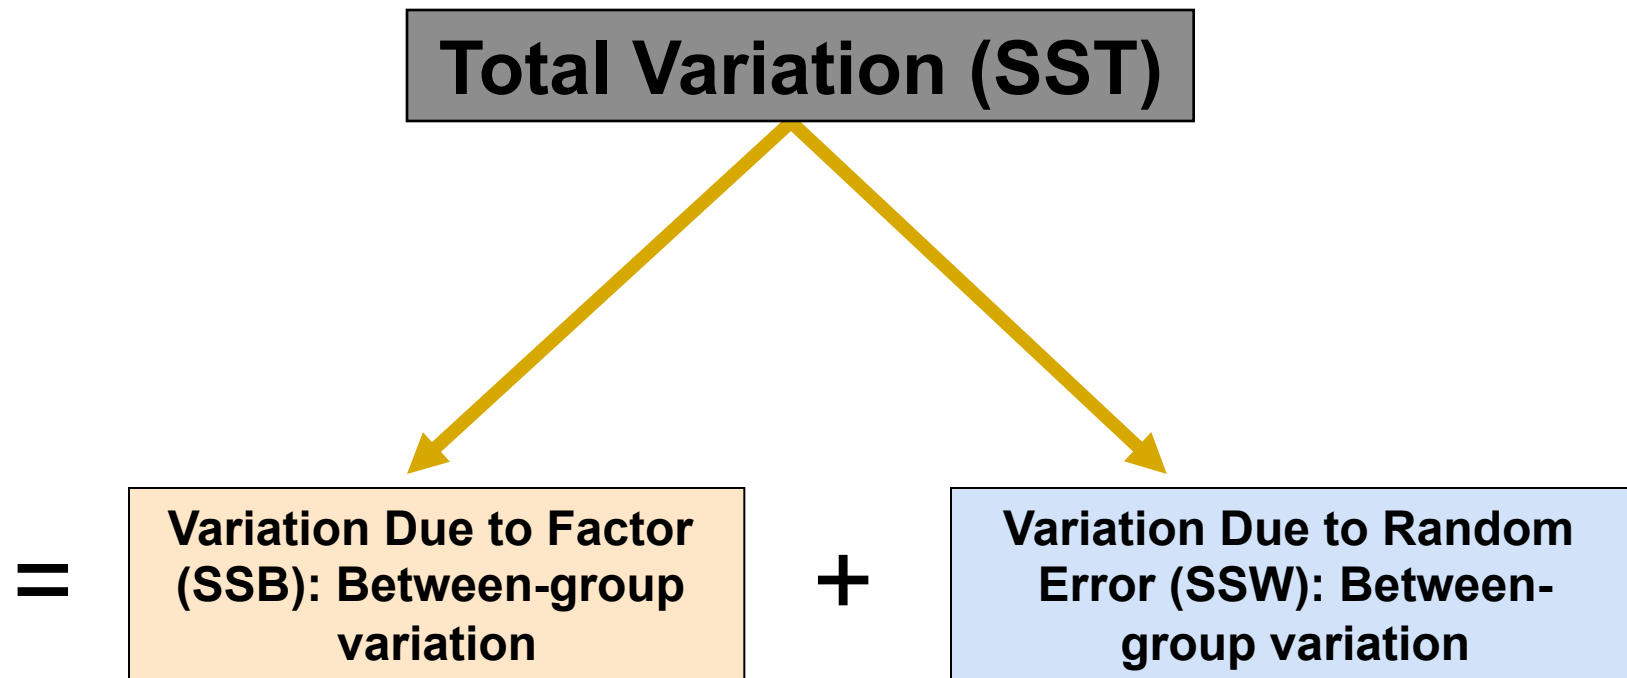 Total Variation (SST)
=
Variation Due to Factor
(SSB): Between-group
variation
+
Variation Due to Random
Error (SSW): Between-
group variation